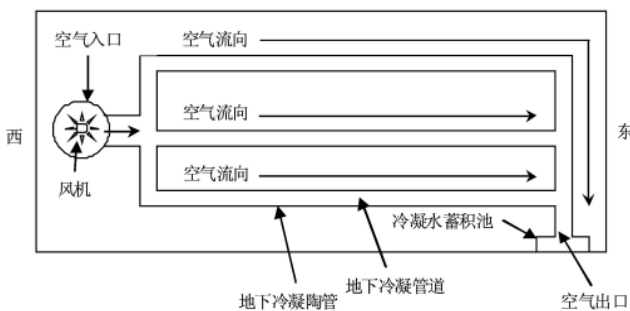 空气入口
空气流向
空气流向
西
东
空气流向
风机
冷凝水蓄积池
地下冷凝陶管
地下冷凝管道
空气出口